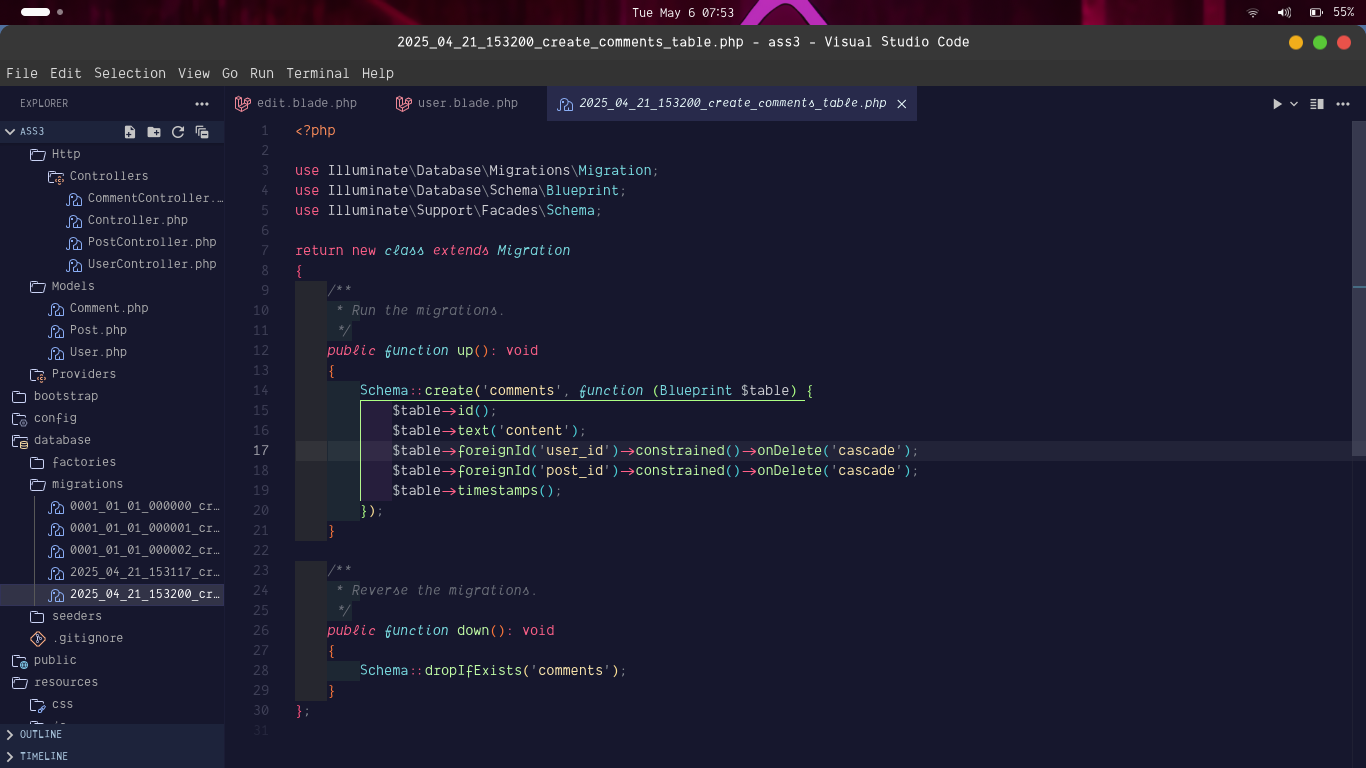 Tue May 6 07:53
55%
2025_04_21_153200_create_comments_table.php - ass3 - Visual Studio Code
File Edit Selection View Go Run Terminal Help
EXPLORER
ASS3
Http
Controllers
CommentController...
Controller.php
PostController.php
UserController.php
Models
Comment.php
Post.php
User.php
Providers
bootstrap
config
database
factories
migrations
0001_01_01_000000_cr...
0001_01_01_000001_cr...
0001_01_01_000002_cr...
2025_04_21_153117_cr...
2025_04_21_153200_cr...
seeders
.gitignore
public
resources
css
OUTLINE
TIMELINE
edit.blade.php
user.blade.php
2025_04_21_153200_create_comments_table.php
1 <?php
2
3 use Illuminate\Database\Migrations\Migration;
4 use Illuminate\Database\Schema\Blueprint;
5 use Illuminate\Support\Facades\Schema;
6
7 return new class extends Migration
8 {
9 /**
10 * Run the migrations.
11 */
12 public function up(): void
13 {
14 Schema::create('comments', function (Blueprint $table) {
15 $table->id();
16 $table->text('content');
17 $table->foreignId('user_id')->constrained()->onDelete('cascade');
18 $table->foreignId('post_id')->constrained()->onDelete('cascade');
19 $table->timestamps();
20 });
21 }
22
23 /**
24 * Reverse the migrations.
25 */
26 public function down(): void
27 {
28 Schema::dropIfExists('comments');
29 }
30 };
31